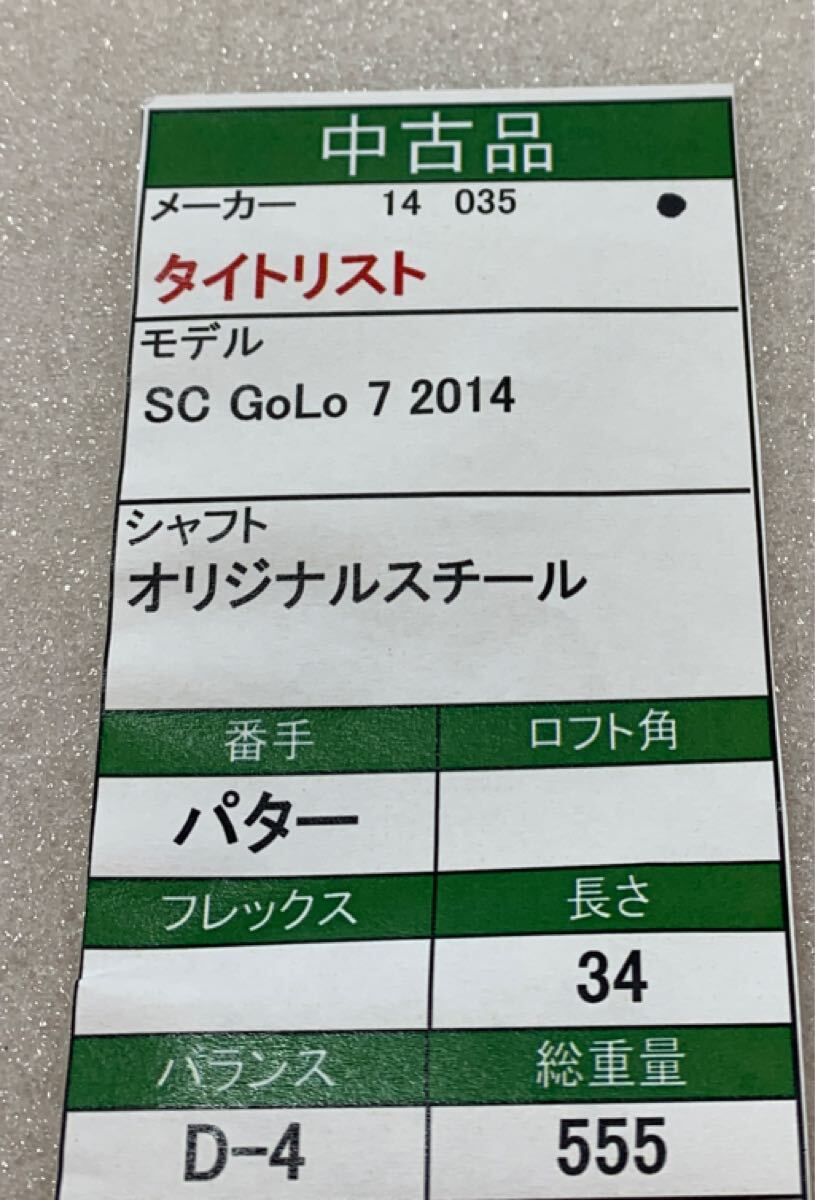 中古品
メーカー 14 035 ●
タイトリスト
モデル
SC GoLo 7 2014
シャフト
オリジナルスチール
番手 ロフト角
パター
フレックス 長さ
34
バランス 総重量
D-4 555